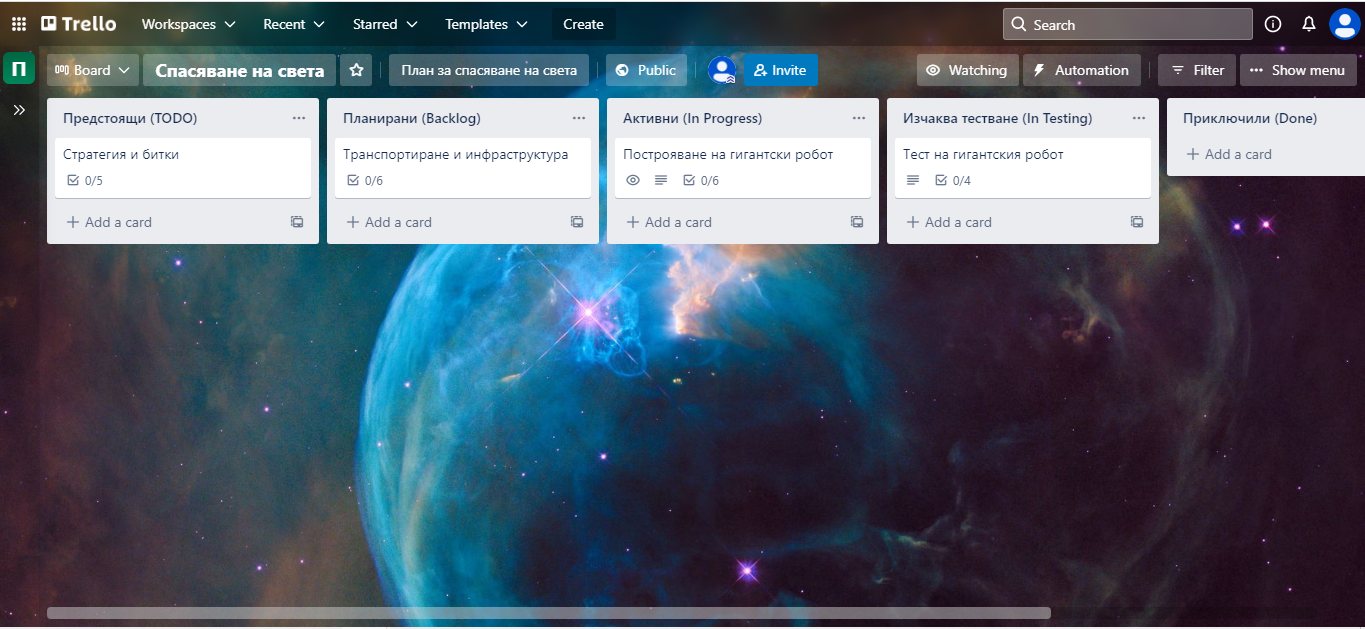 Trello Workspaces Recent Starred Templates Create Search
П Board Спасяване на света План за спасяване на света Public Invite Watching Automation Filter Show menu
Предстоящи (TODO)
Стратегия и битки
0/5
Add a card
Планирани (Backlog)
Транспортиране и инфраструктура
0/6
Add a card
Активни (In Progress)
Построяване на гигантски робот
0/6
Add a card
Изчаква тестване (In Testing)
Тест на гигантския робот
0/4
Add a card
Приключили (Done)
Add a card